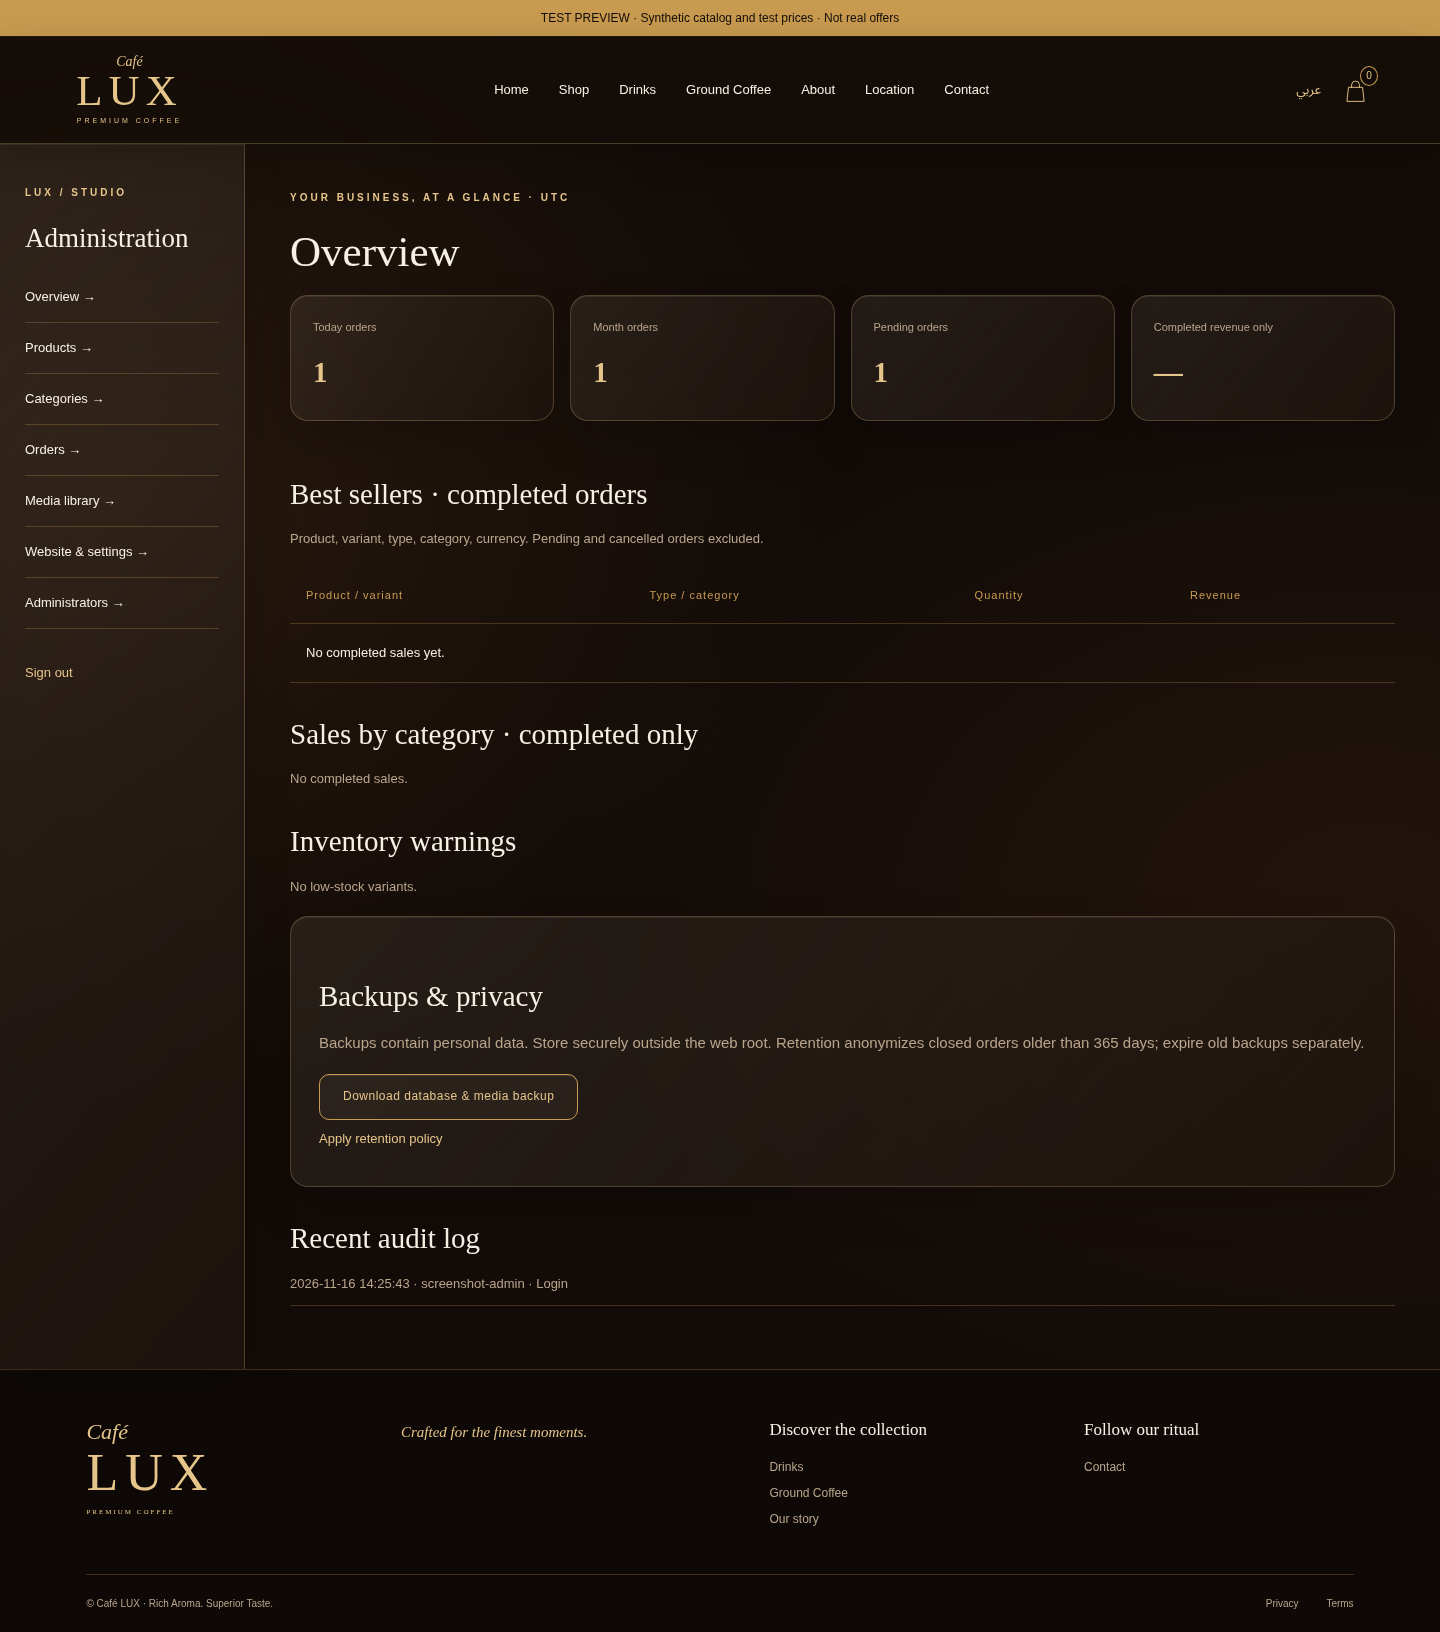 TEST PREVIEW · Synthetic catalog and test prices · Not real offers
Café
LUX
PREMIUM COFFEE
Home Shop Drinks Ground Coffee About Location Contact
عربي
0
LUX / STUDIO
Administration
Overview →
Products →
Categories →
Orders →
Media library →
Website & settings →
Administrators →
Sign out
YOUR BUSINESS, AT A GLANCE · UTC
Overview
Today orders
1
Month orders
1
Pending orders
1
Completed revenue only
—
Best sellers · completed orders
Product, variant, type, category, currency. Pending and cancelled orders excluded.
Product / variant Type / category Quantity Revenue
No completed sales yet.
Sales by category · completed only
No completed sales.
Inventory warnings
No low-stock variants.
Backups & privacy
Backups contain personal data. Store securely outside the web root. Retention anonymizes closed orders older than 365 days; expire old backups separately.
Download database & media backup
Apply retention policy
Recent audit log
2026-11-16 14:25:43 · screenshot-admin · Login
Café
LUX
PREMIUM COFFEE
Crafted for the finest moments.
Discover the collection
Drinks
Ground Coffee
Our story
Follow our ritual
Contact
© Café LUX · Rich Aroma. Superior Taste.
Privacy Terms